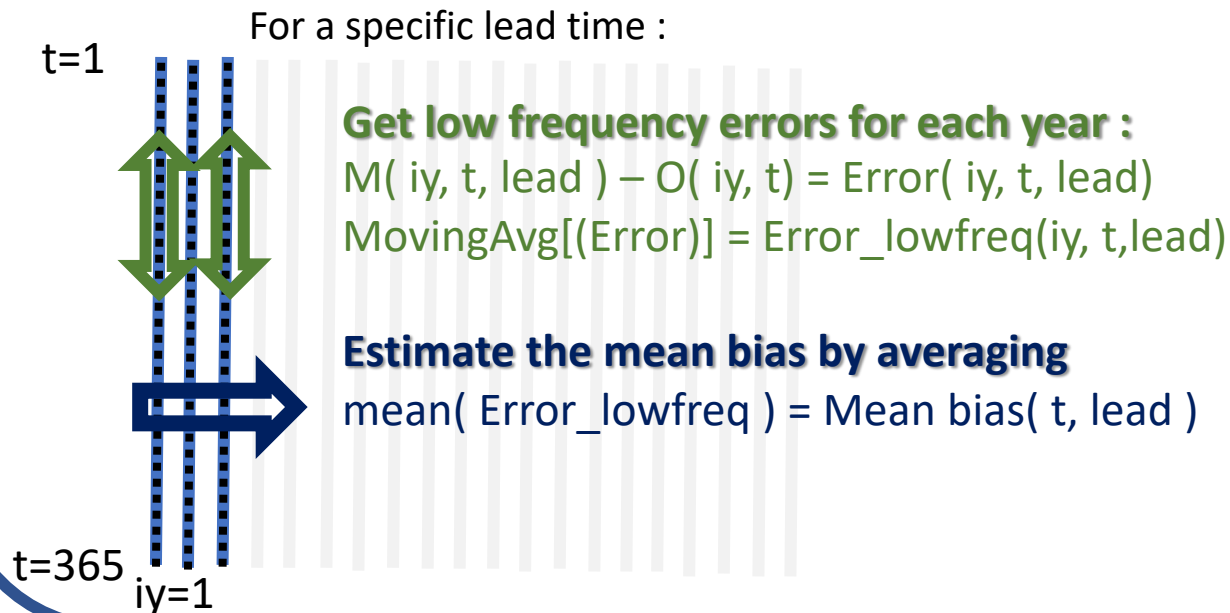 For a specific lead time :
t=1
Get low frequency errors for each year :
M( iy, t, lead ) – O( iy, t) = Error( iy, t, lead)
MovingAvg[(Error)] = Error_lowfreq(iy, t,lead)
Estimate the mean bias by averaging
mean( Error_lowfreq ) = Mean bias( t, lead )
t=365
iy=1